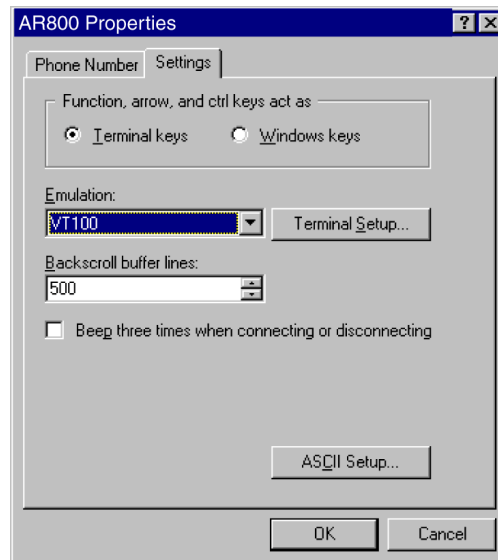 AR800 Properties
Phone Number Settings
Function, arrow, and ctrl keys act as
Terminal keys Windows keys
Emulation:
VT100 Terminal Setup...
Backscroll buffer lines:
500
Beep three times when connecting or disconnecting
ASCII Setup...
OK Cancel